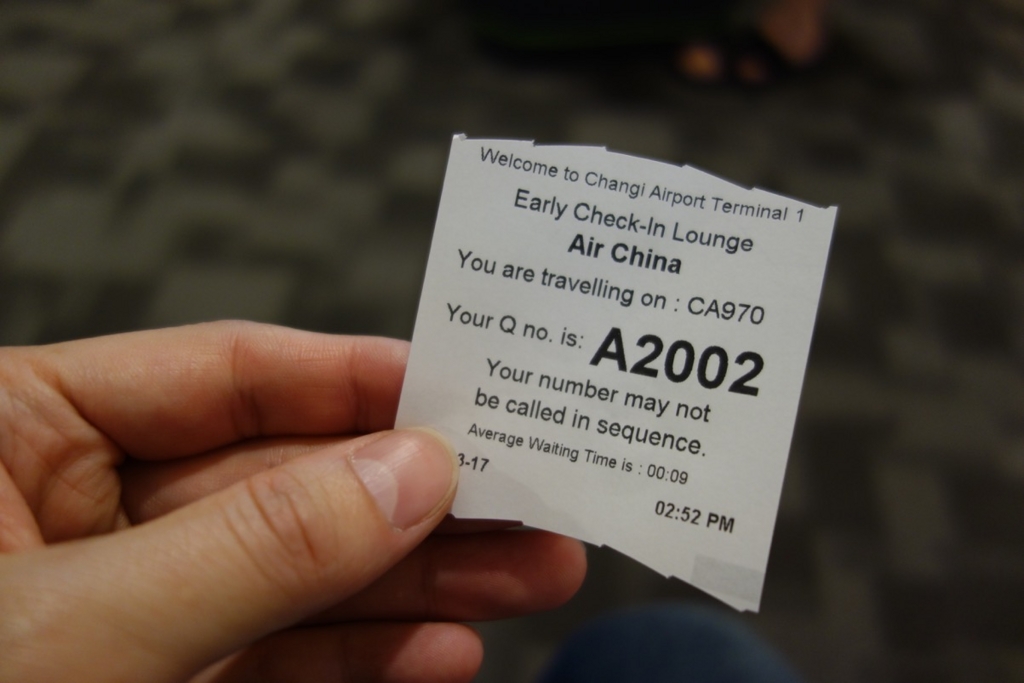 Welcome to Changi Airport Terminal 1
Early Check-In Lounge
Air China
You are travelling on : CA970
Your Q no. is: A2002
Your number may not
be called in sequence.
Average Waiting Time is : 00:09
3-17
02:52 PM